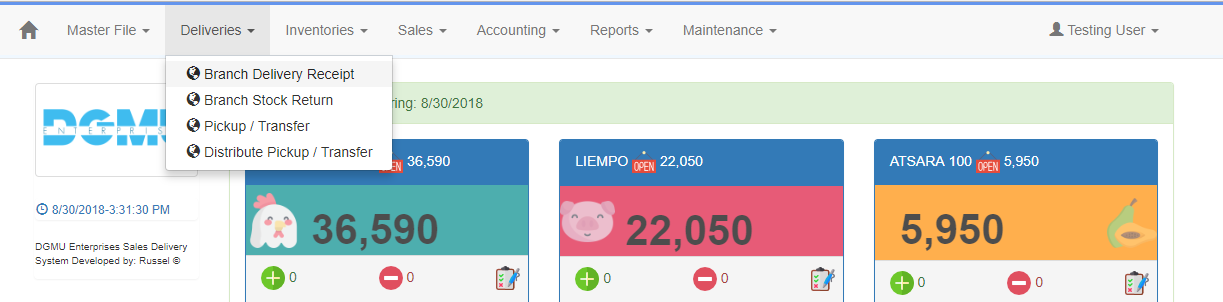 Master File Deliveries Inventories Sales Accounting Reports Maintenance Testing User
Branch Delivery Receipt
Branch Stock Return
Pickup / Transfer
Distribute Pickup / Transfer
DGMU
ENTERPRIS
8/30/2018-3:31:30 PM
DGMU Enterprises Sales Delivery
System Developed by: Russel ©
ring: 8/30/2018
OPEN 36,590
36,590
0 0
LIEMPO OPEN 22,050
22,050
0 0
ATSARA 100 OPEN 5,950
5,950
0 0